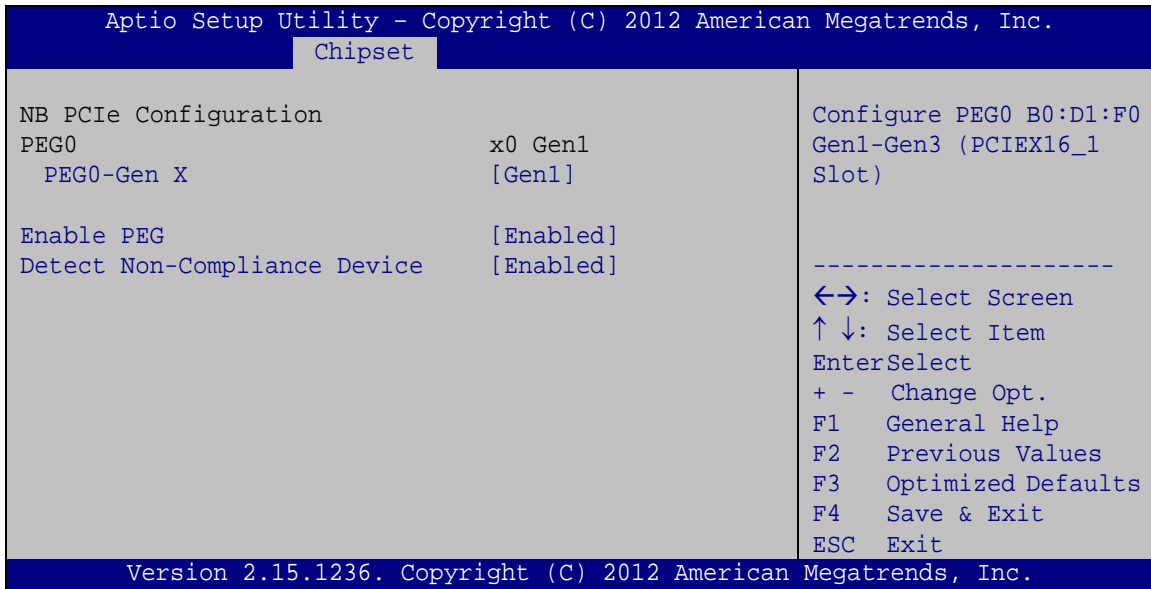 Aptio Setup Utility – Copyright (C) 2012 American Megatrends, Inc.
Chipset
NB PCIe Configuration
PEG0 x0 Gen1
PEG0-Gen X [Gen1]
Enable PEG [Enabled]
Detect Non-Compliance Device [Enabled]
Configure PEG0 B0:D1:F0
Gen1-Gen3 (PCIEX16_1
Slot)
---------------------
←→: Select Screen
↑ ↓: Select Item
EnterSelect
+ - Change Opt.
F1 General Help
F2 Previous Values
F3 Optimized Defaults
F4 Save & Exit
ESC Exit
Version 2.15.1236. Copyright (C) 2012 American Megatrends, Inc.